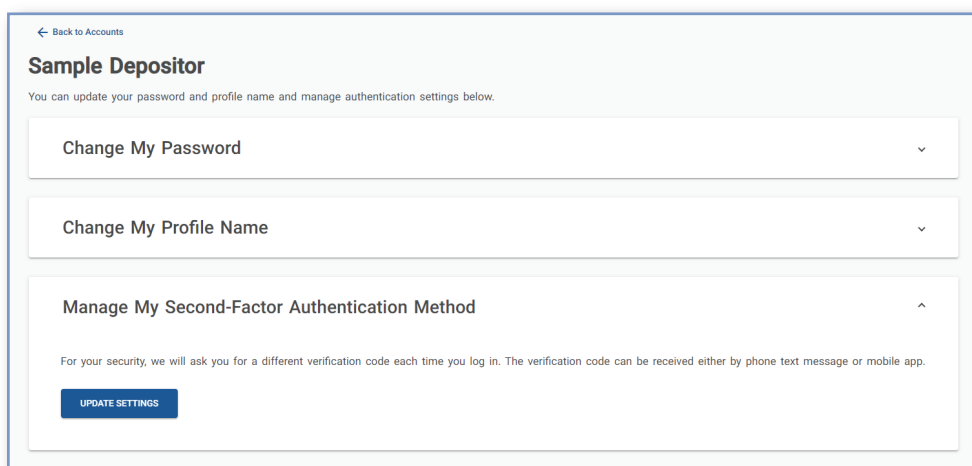 Back to Accounts
Sample Depositor
You can update your password and profile name and manage authentication settings below.
Change My Password
Change My Profile Name
Manage My Second-Factor Authentication Method
For your security, we will ask you for a different verification code each time you log in. The verification code can be received either by phone text message or mobile app.
UPDATE SETTINGS